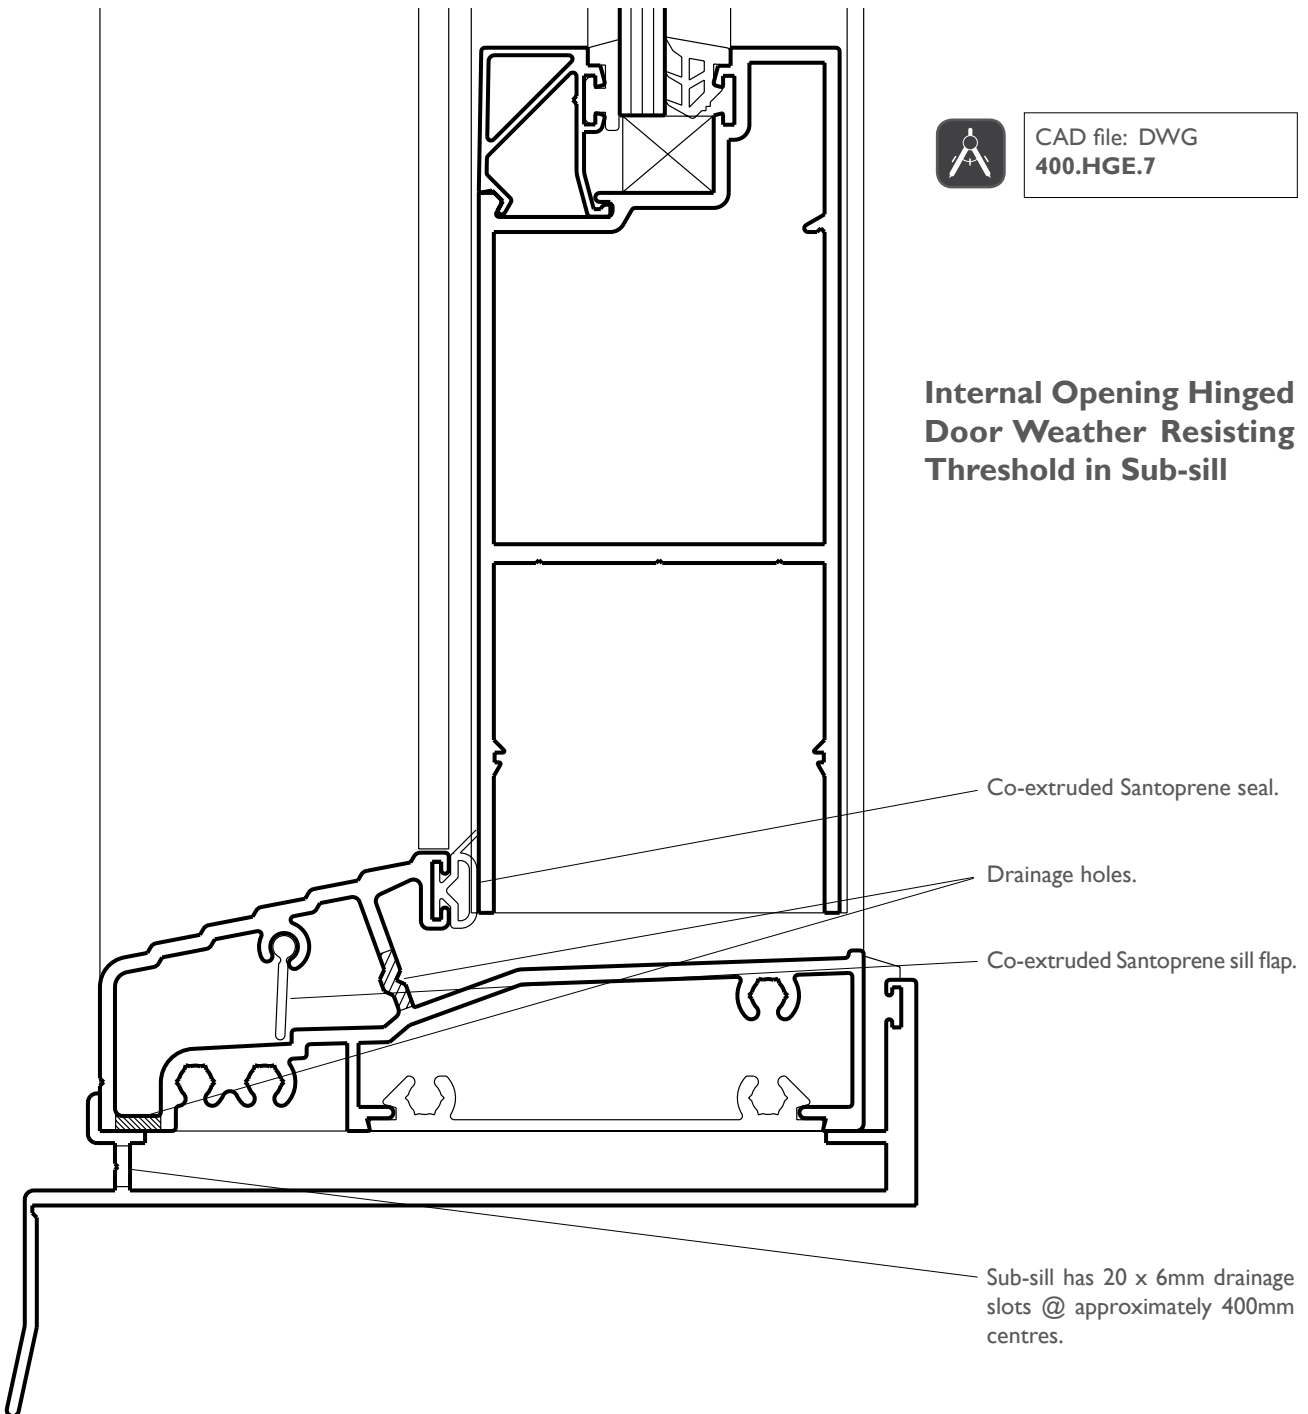 CAD file: DWG
400.HGE.7
Internal Opening Hinged
Door Weather Resisting
Threshold in Sub-sill
Co-extruded Santoprene seal.
Drainage holes.
Co-extruded Santoprene sill flap.
Sub-sill has 20 x 6mm drainage
slots @ approximately 400mm
centres.